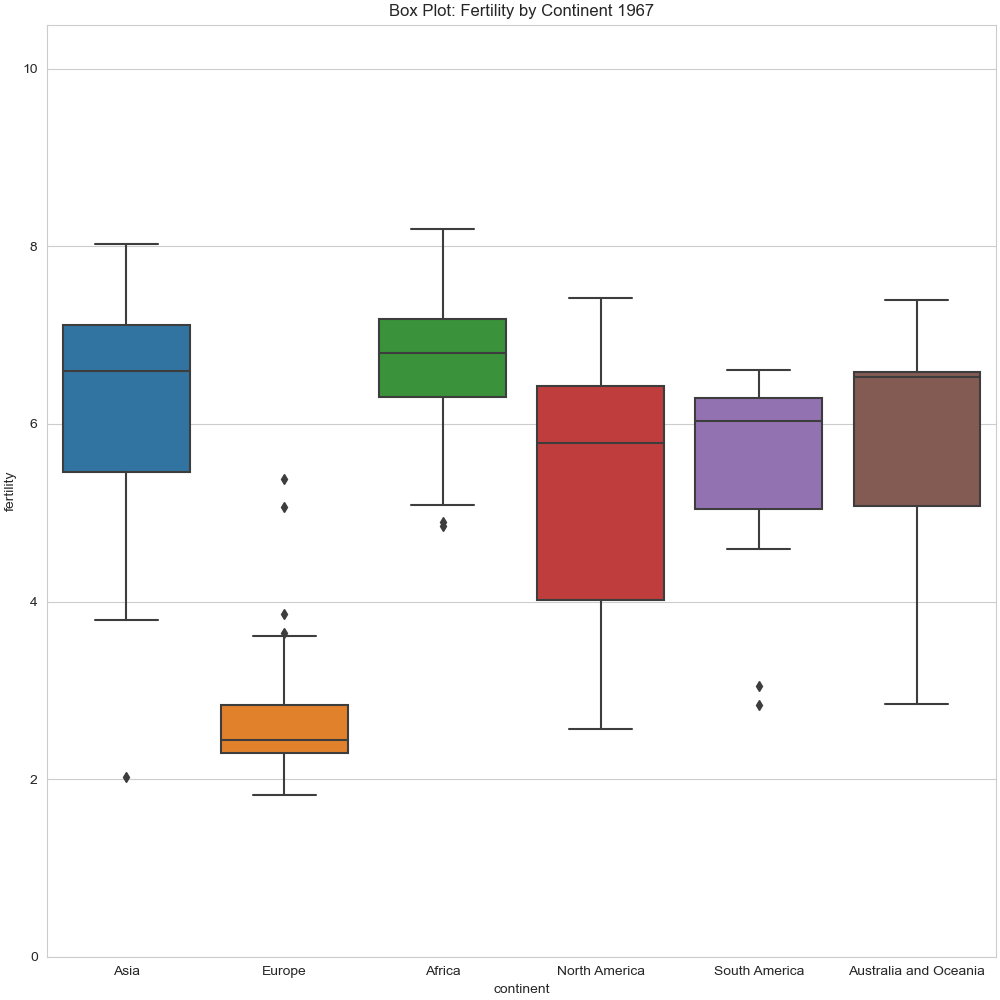 Box Plot: Fertility by Continent 1967
10
8
6
4
2
0
fertility
Asia
Europe
Africa
North America
South America
Australia and Oceania
continent